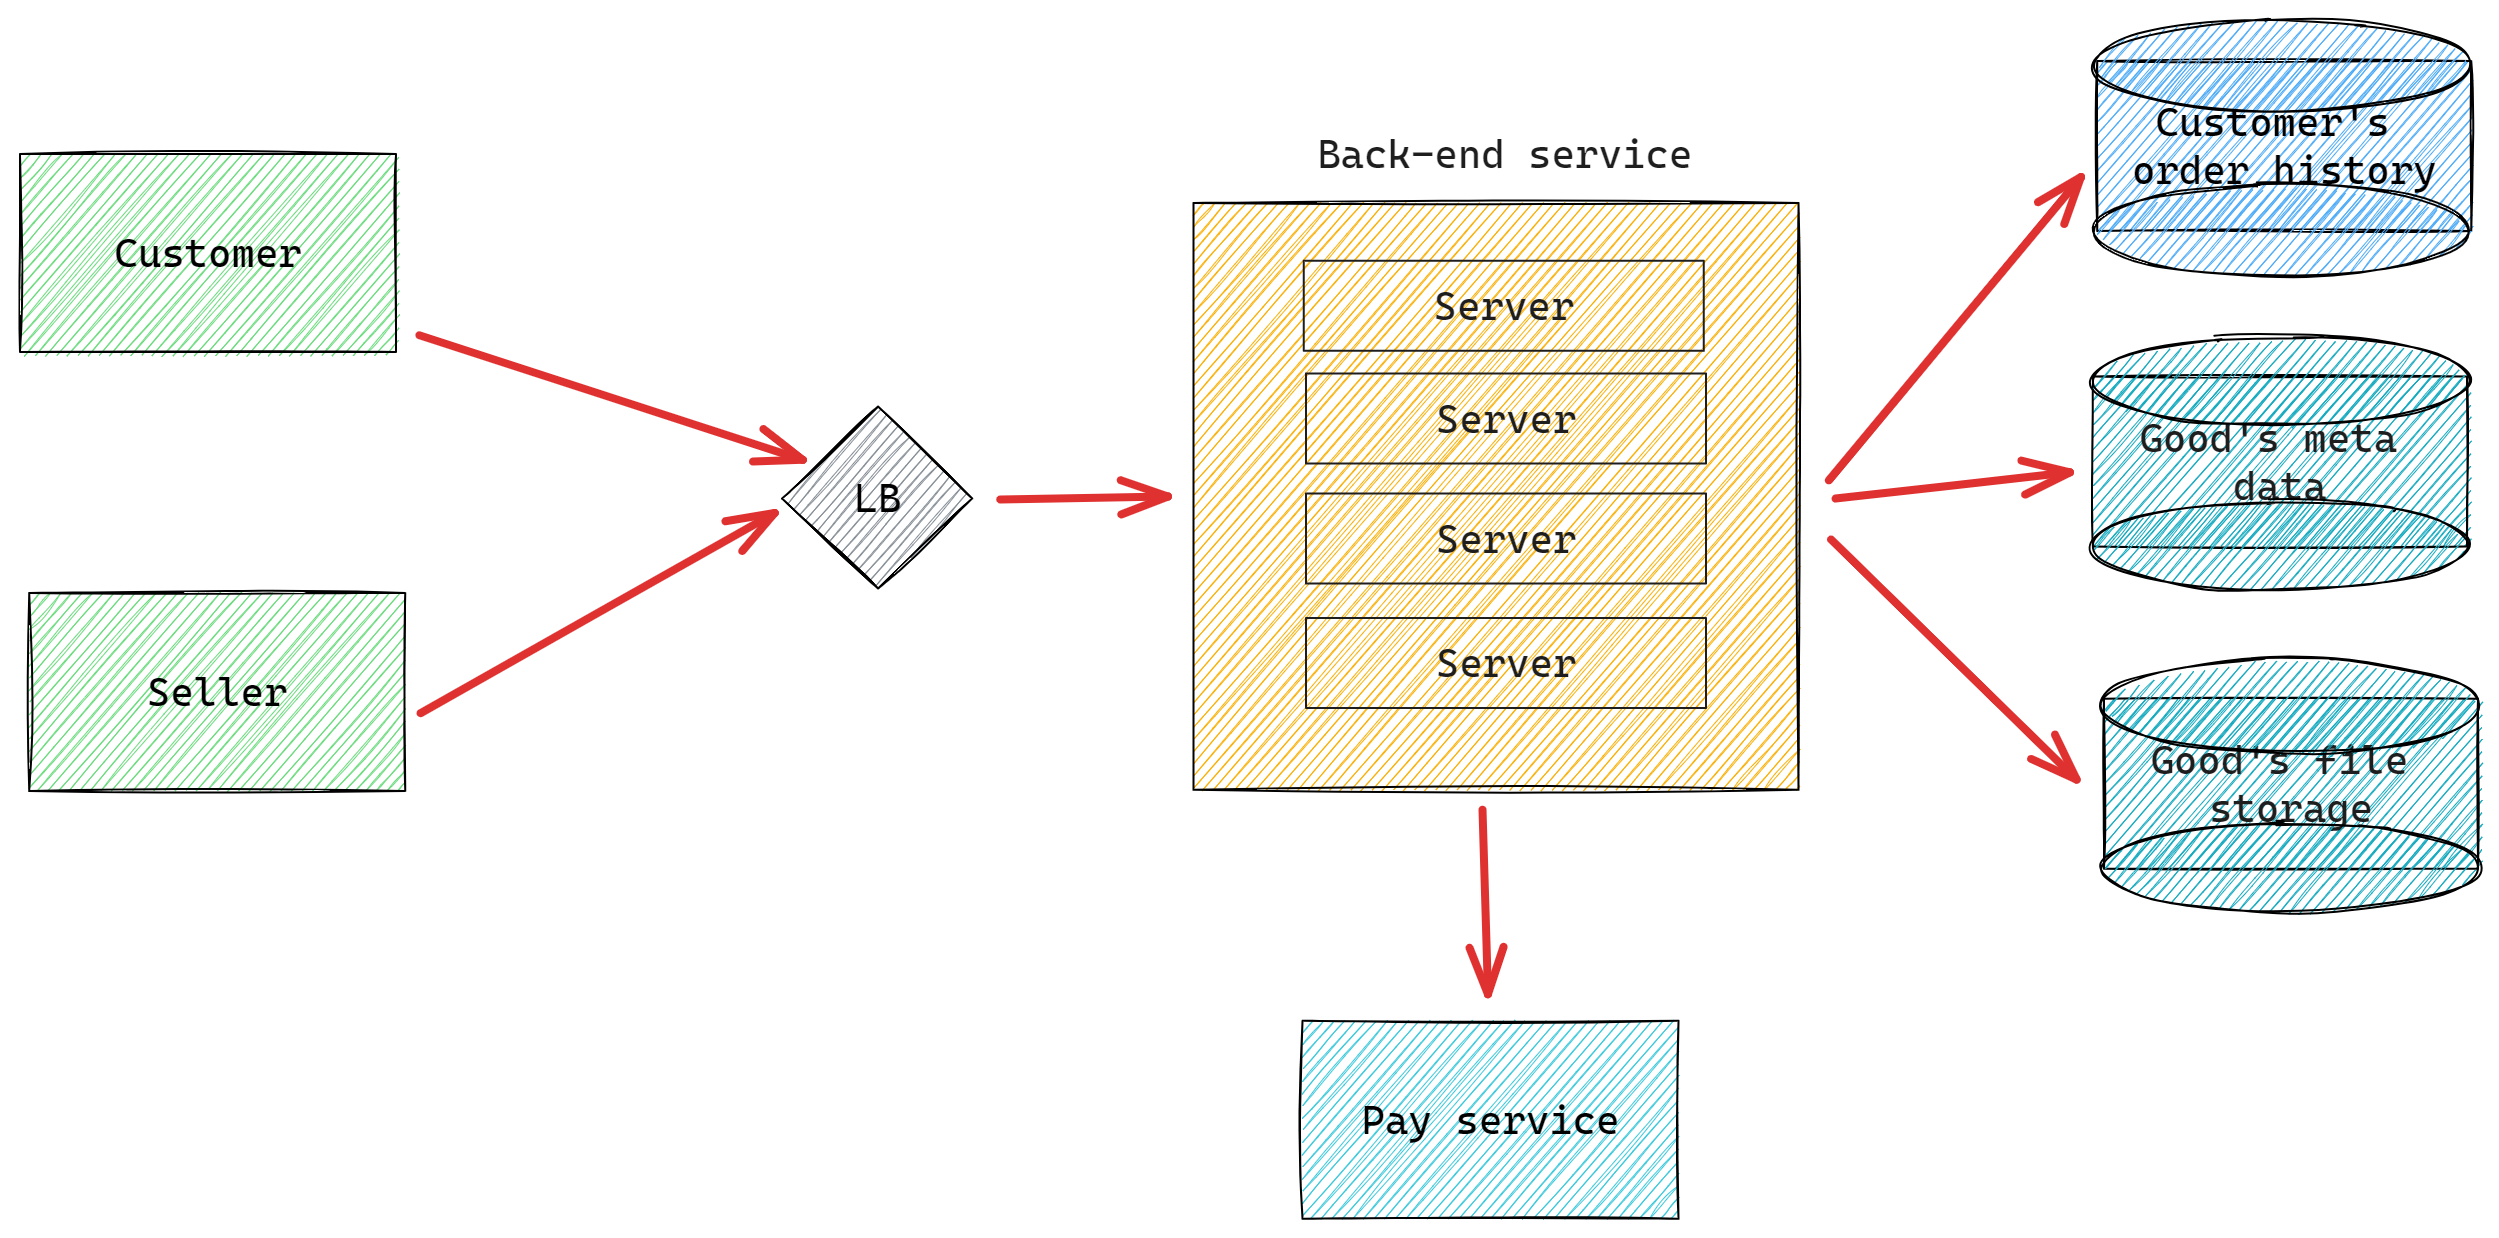 Customer
Seller
LB
Back-end service
Server
Server
Server
Server
Pay service
Customer's
order history
Good's meta
data
Good's file
storage